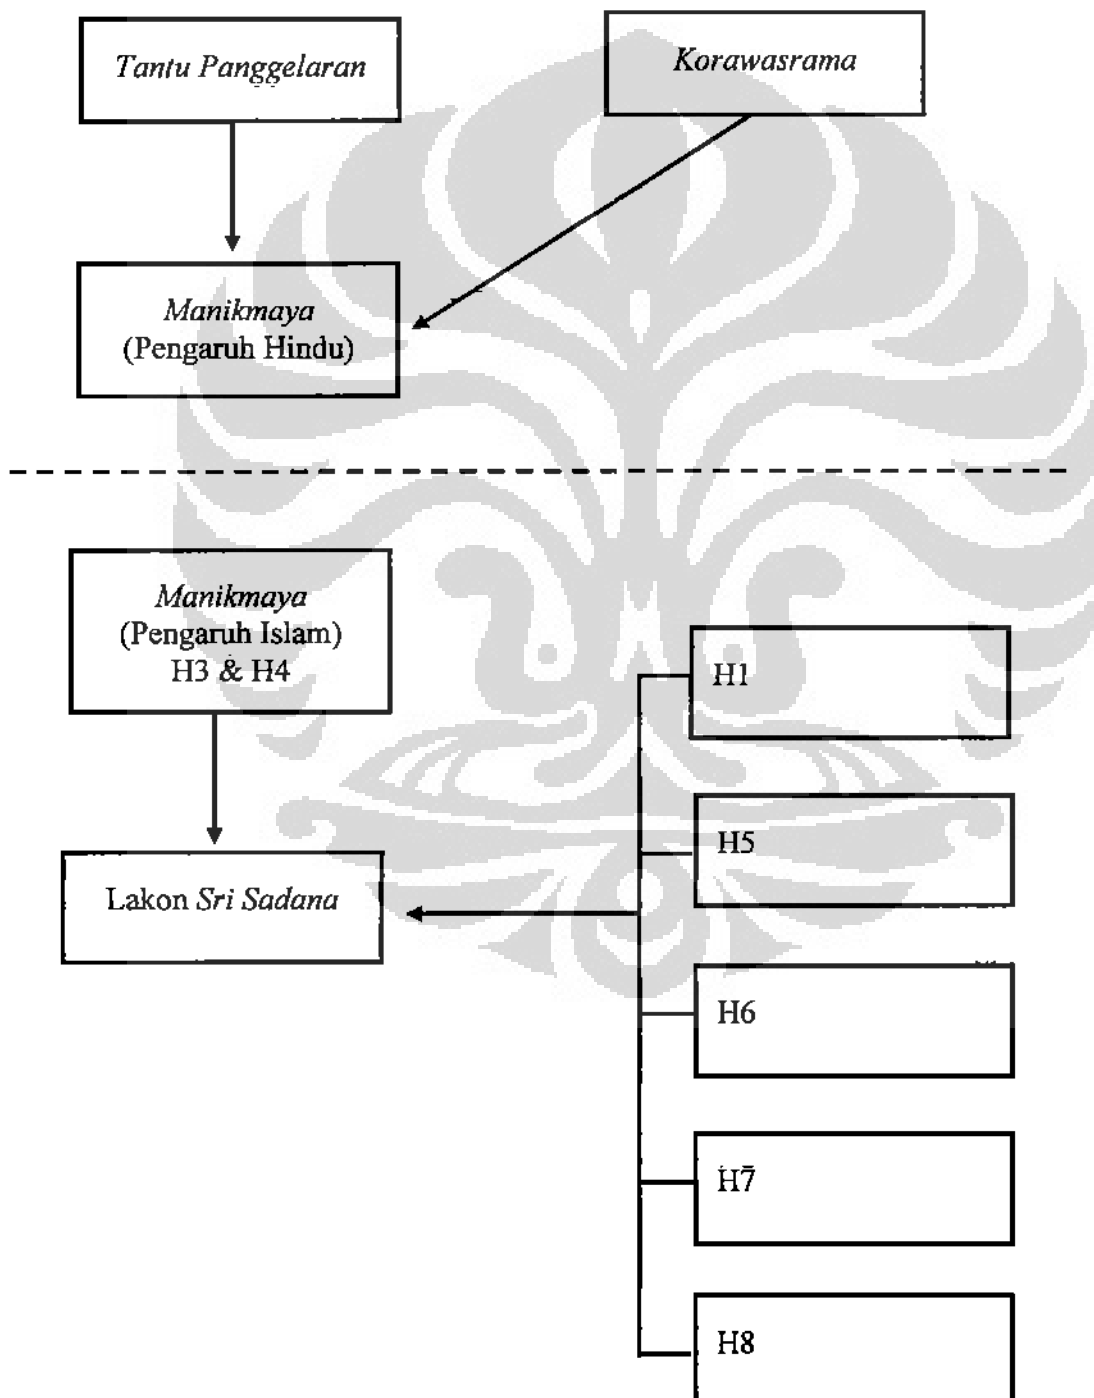 Tantu Panggelaran
Korawasrama
Manikmaya
(Pengaruh Hindu)
Manikmaya
(Pengaruh Islam)
H3 & H4
H1
H5
Lakon Sri Sadana
H6
H7
H8